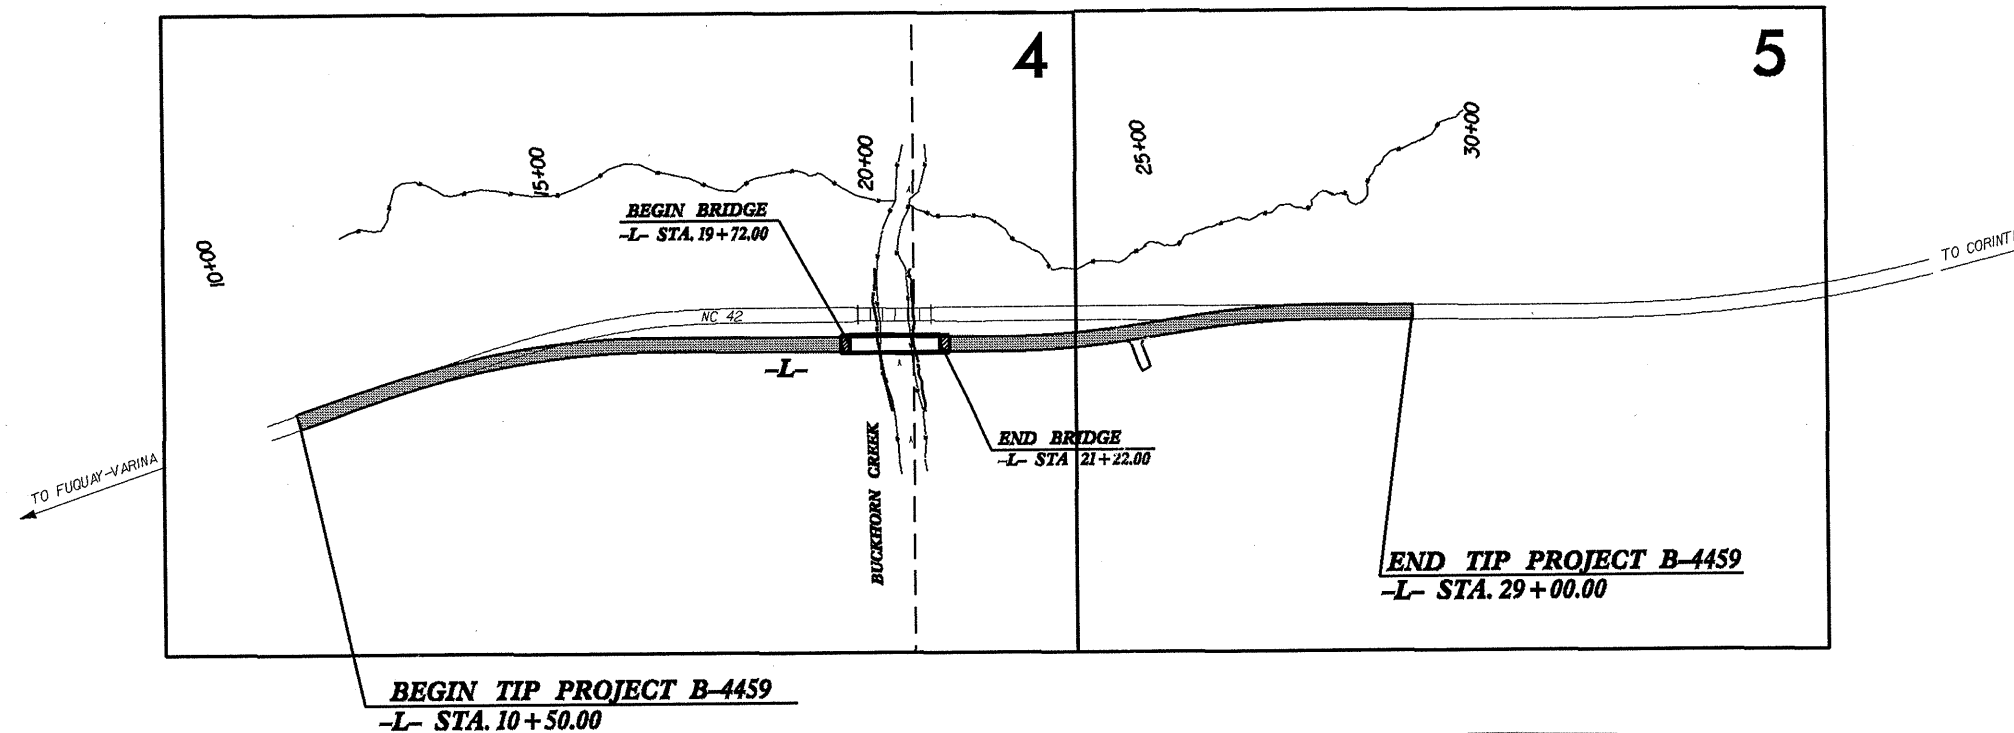 4
5
10+00
15+00
20+00
25+00
30+00
BEGIN BRIDGE
-L- STA. 19+72.00
NC 42
-L-
TO CORINT
TO FUQUAY-VARINA
BUCKHORN CREEK
END BRIDGE
-L- STA 21+22.00
END TIP PROJECT B-4459
-L- STA. 29+00.00
BEGIN TIP PROJECT B-4459
-L- STA. 10+50.00